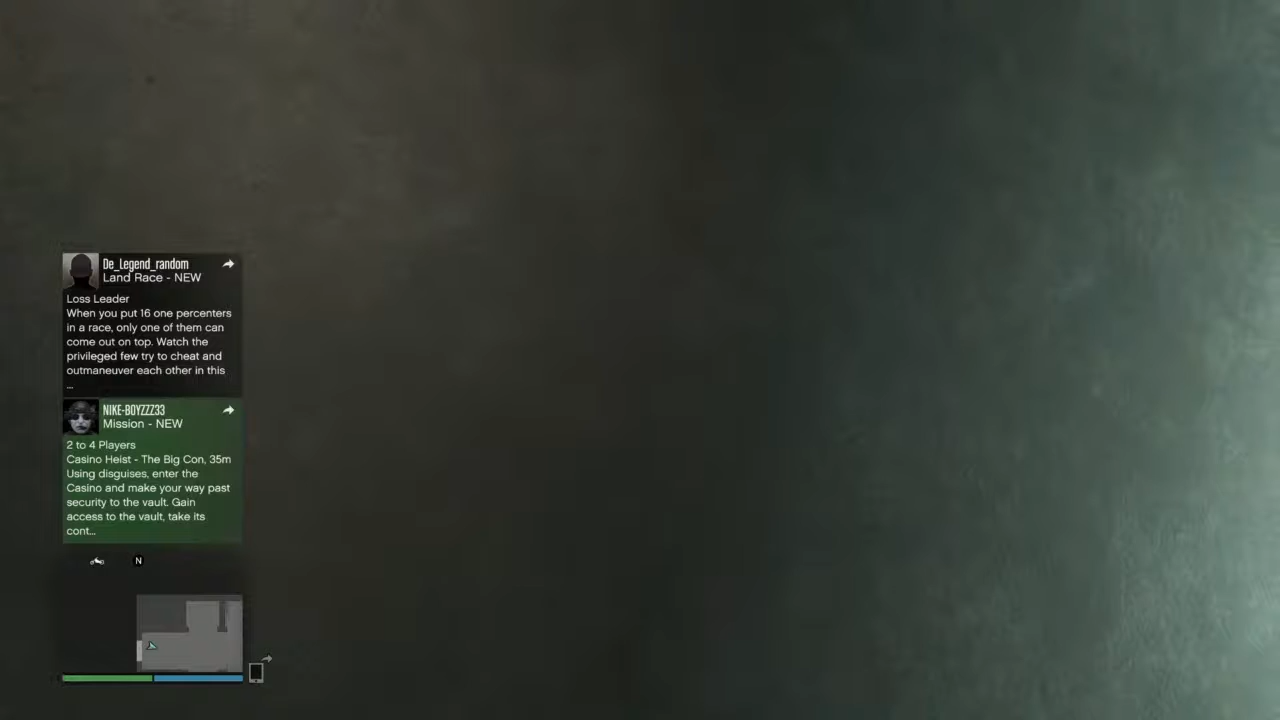 De_Legend_random
Land Race - NEW
Loss Leader
When you put 16 one percenters
in a race, only one of them can
come out on top. Watch the
privileged few try to cheat and
outmaneuver each other in this
...
NIKE-BOYZZZ33
Mission - NEW
2 to 4 Players
Casino Heist - The Big Con, 35m
Using disguises, enter the
Casino and make your way past
security to the vault. Gain
access to the vault, take its
cont...
N